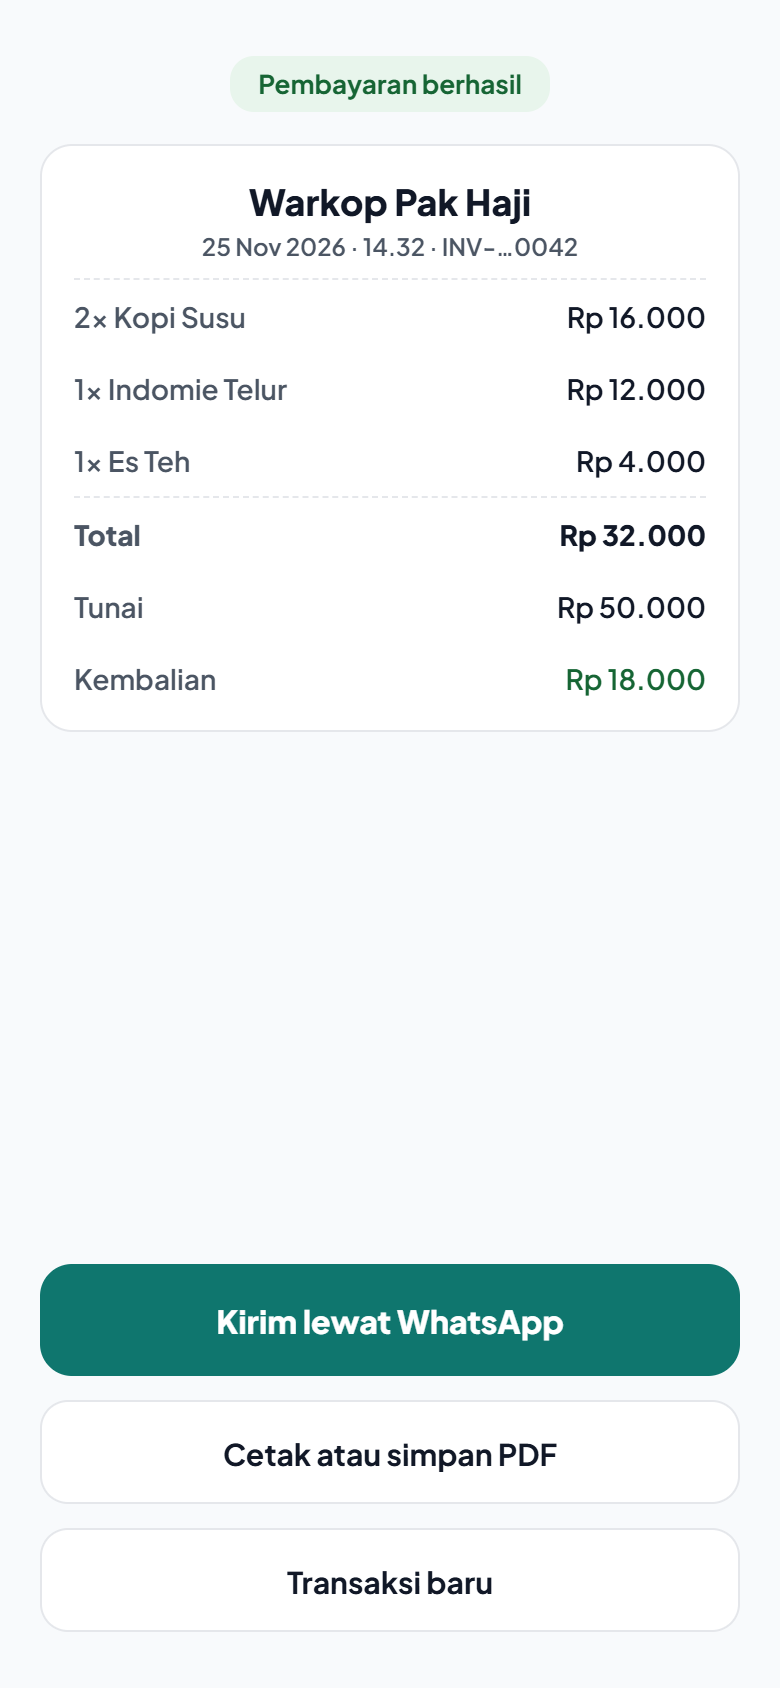 Pembayaran berhasil
Warkop Pak Haji
25 Nov 2026 · 14.32 · INV-…0042
2× Kopi Susu Rp 16.000
1× Indomie Telur Rp 12.000
1× Es Teh Rp 4.000
Total Rp 32.000
Tunai Rp 50.000
Kembalian Rp 18.000
Kirim lewat WhatsApp
Cetak atau simpan PDF
Transaksi baru